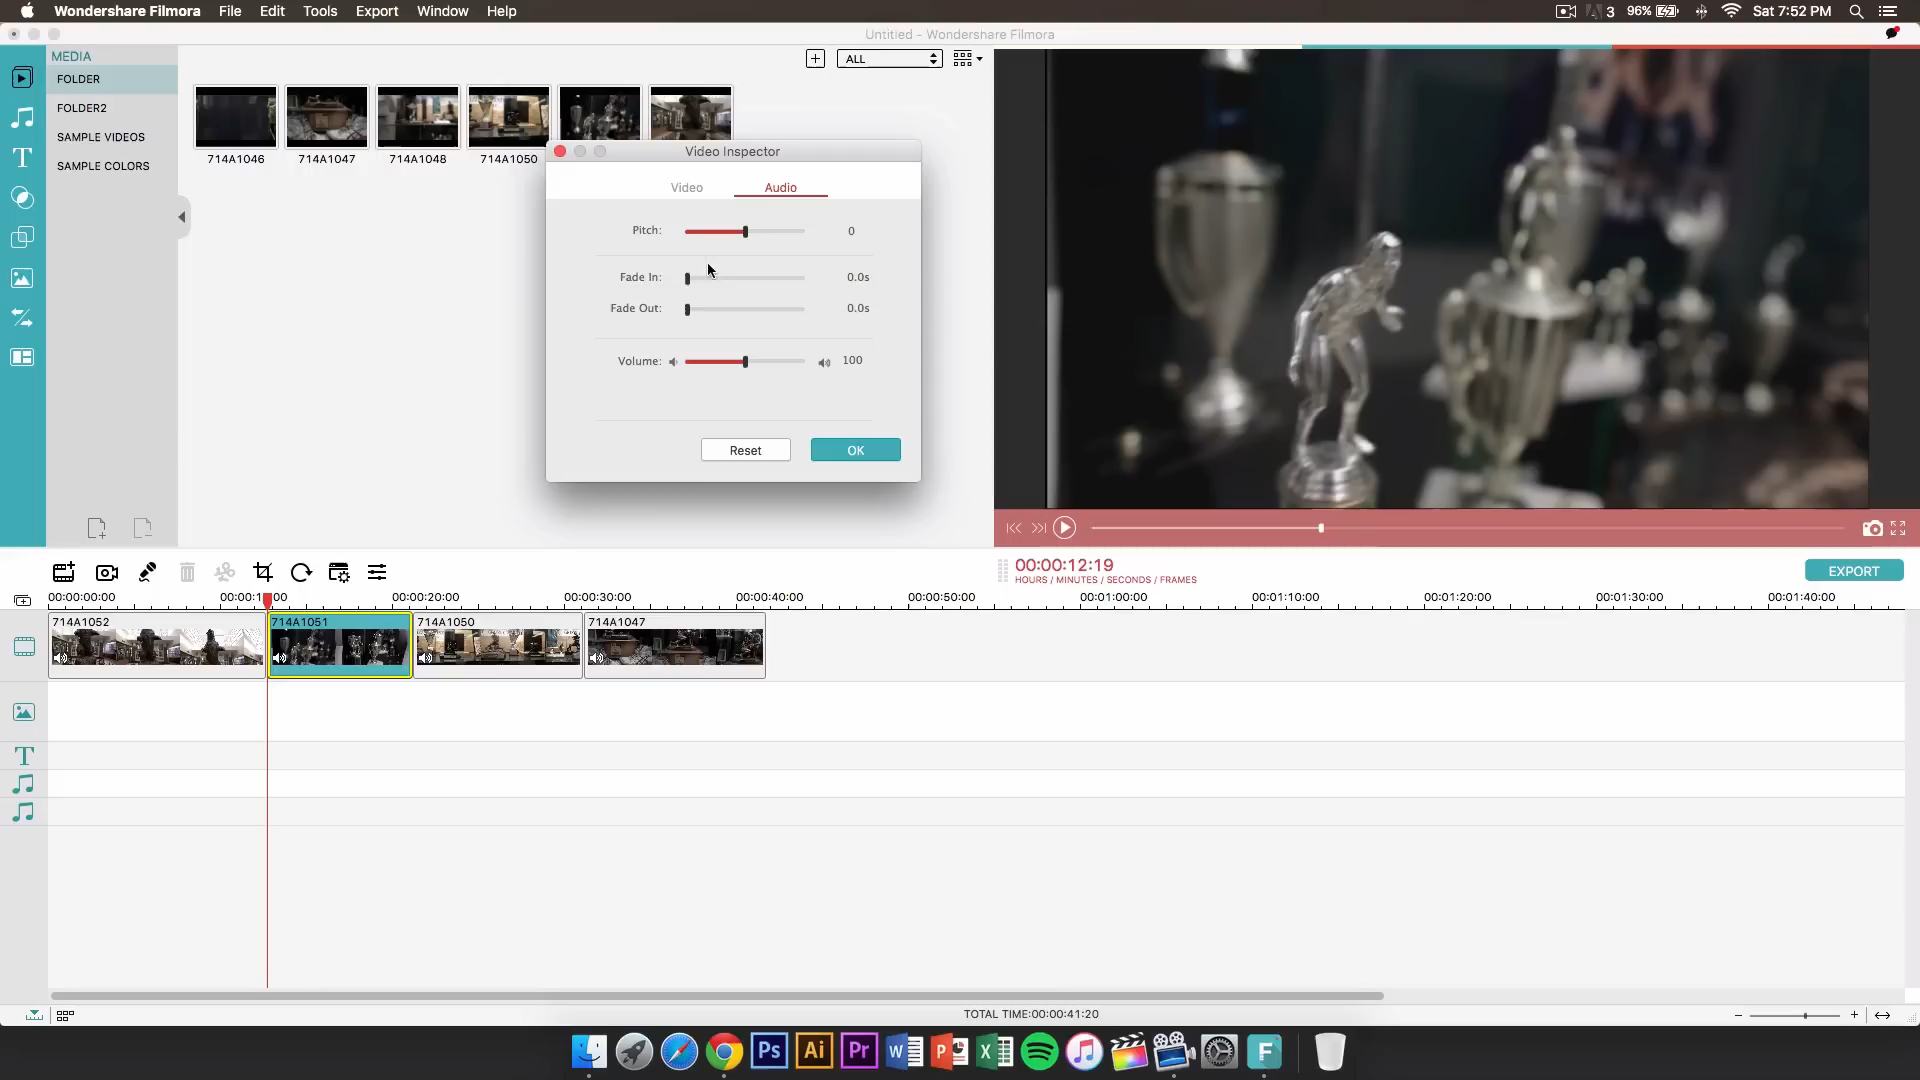 Wondershare Filmora File Edit Tools Export Window Help 3 96% Sat 7:52 PM
Untitled - Wondershare Filmora
MEDIA
FOLDER
FOLDER2
SAMPLE VIDEOS
SAMPLE COLORS
ALL
714A1046 714A1047 714A1048 714A1050
Video Inspector
Video Audio
Pitch: 0
Fade In: 0.0s
Fade Out: 0.0s
Volume: 100
Reset OK
00:00:12:19
HOURS / MINUTES / SECONDS / FRAMES
EXPORT
00:00:00:00 00:00:1 :00 00:00:20:00 00:00:30:00 00:00:40:00 00:00:50:00 00:01:00:00 00:01:10:00 00:01:20:00 00:01:30:00 00:01:40:00
714A1052 714A1051 714A1050 714A1047
T
T
TOTAL TIME:00:00:41:20
Ps Ai Pr W P X F